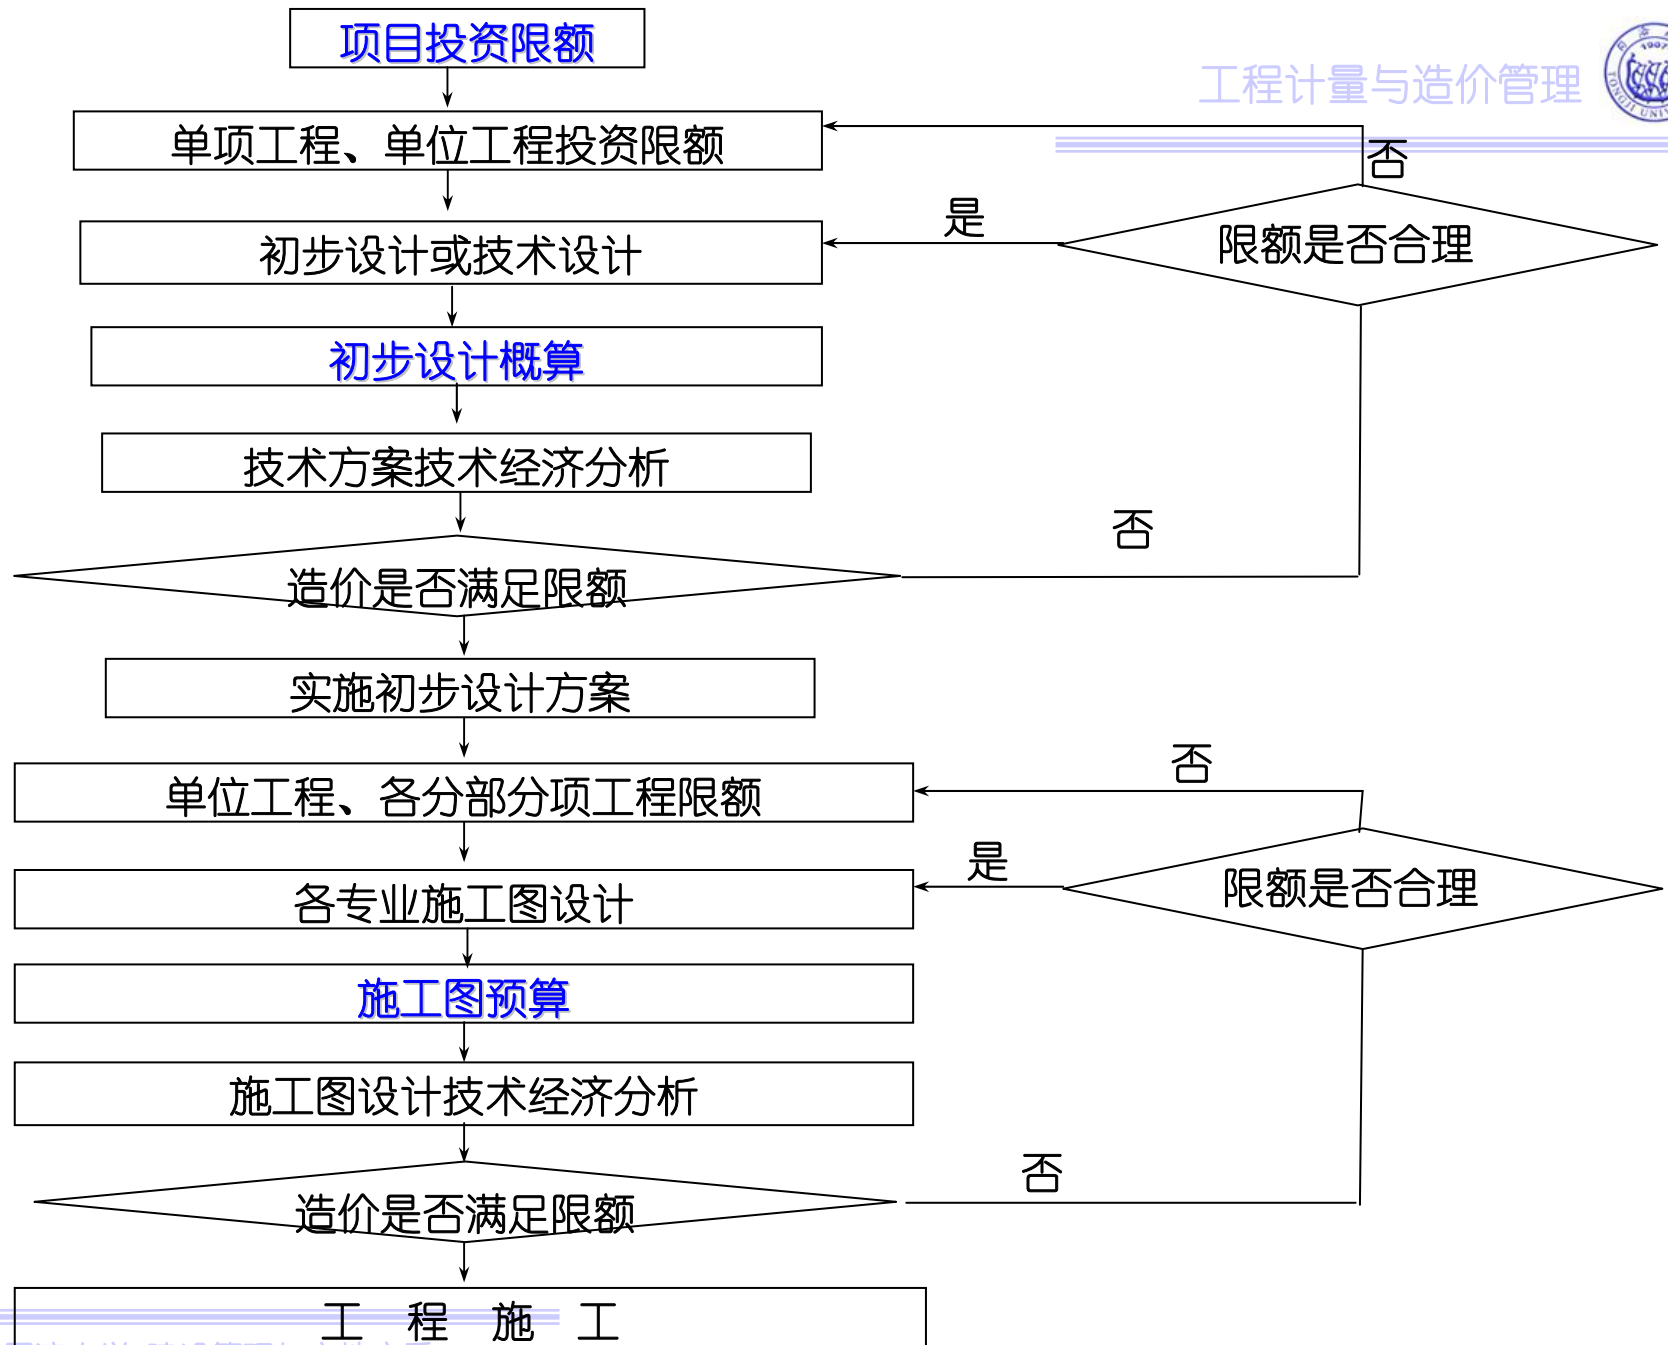 项目投资限额
工程计量与造价管理
1907
单项工程、单位工程投资限额
否
是
限额是否合理
初步设计或技术设计
初步设计概算
技术方案技术经济分析
否
造价是否满足限额
实施初步设计方案
否
单位工程、各分部分项工程限额
是
限额是否合理
各专业施工图设计
施工图预算
施工图设计技术经济分析
否
造价是否满足限额
工 程 施 工